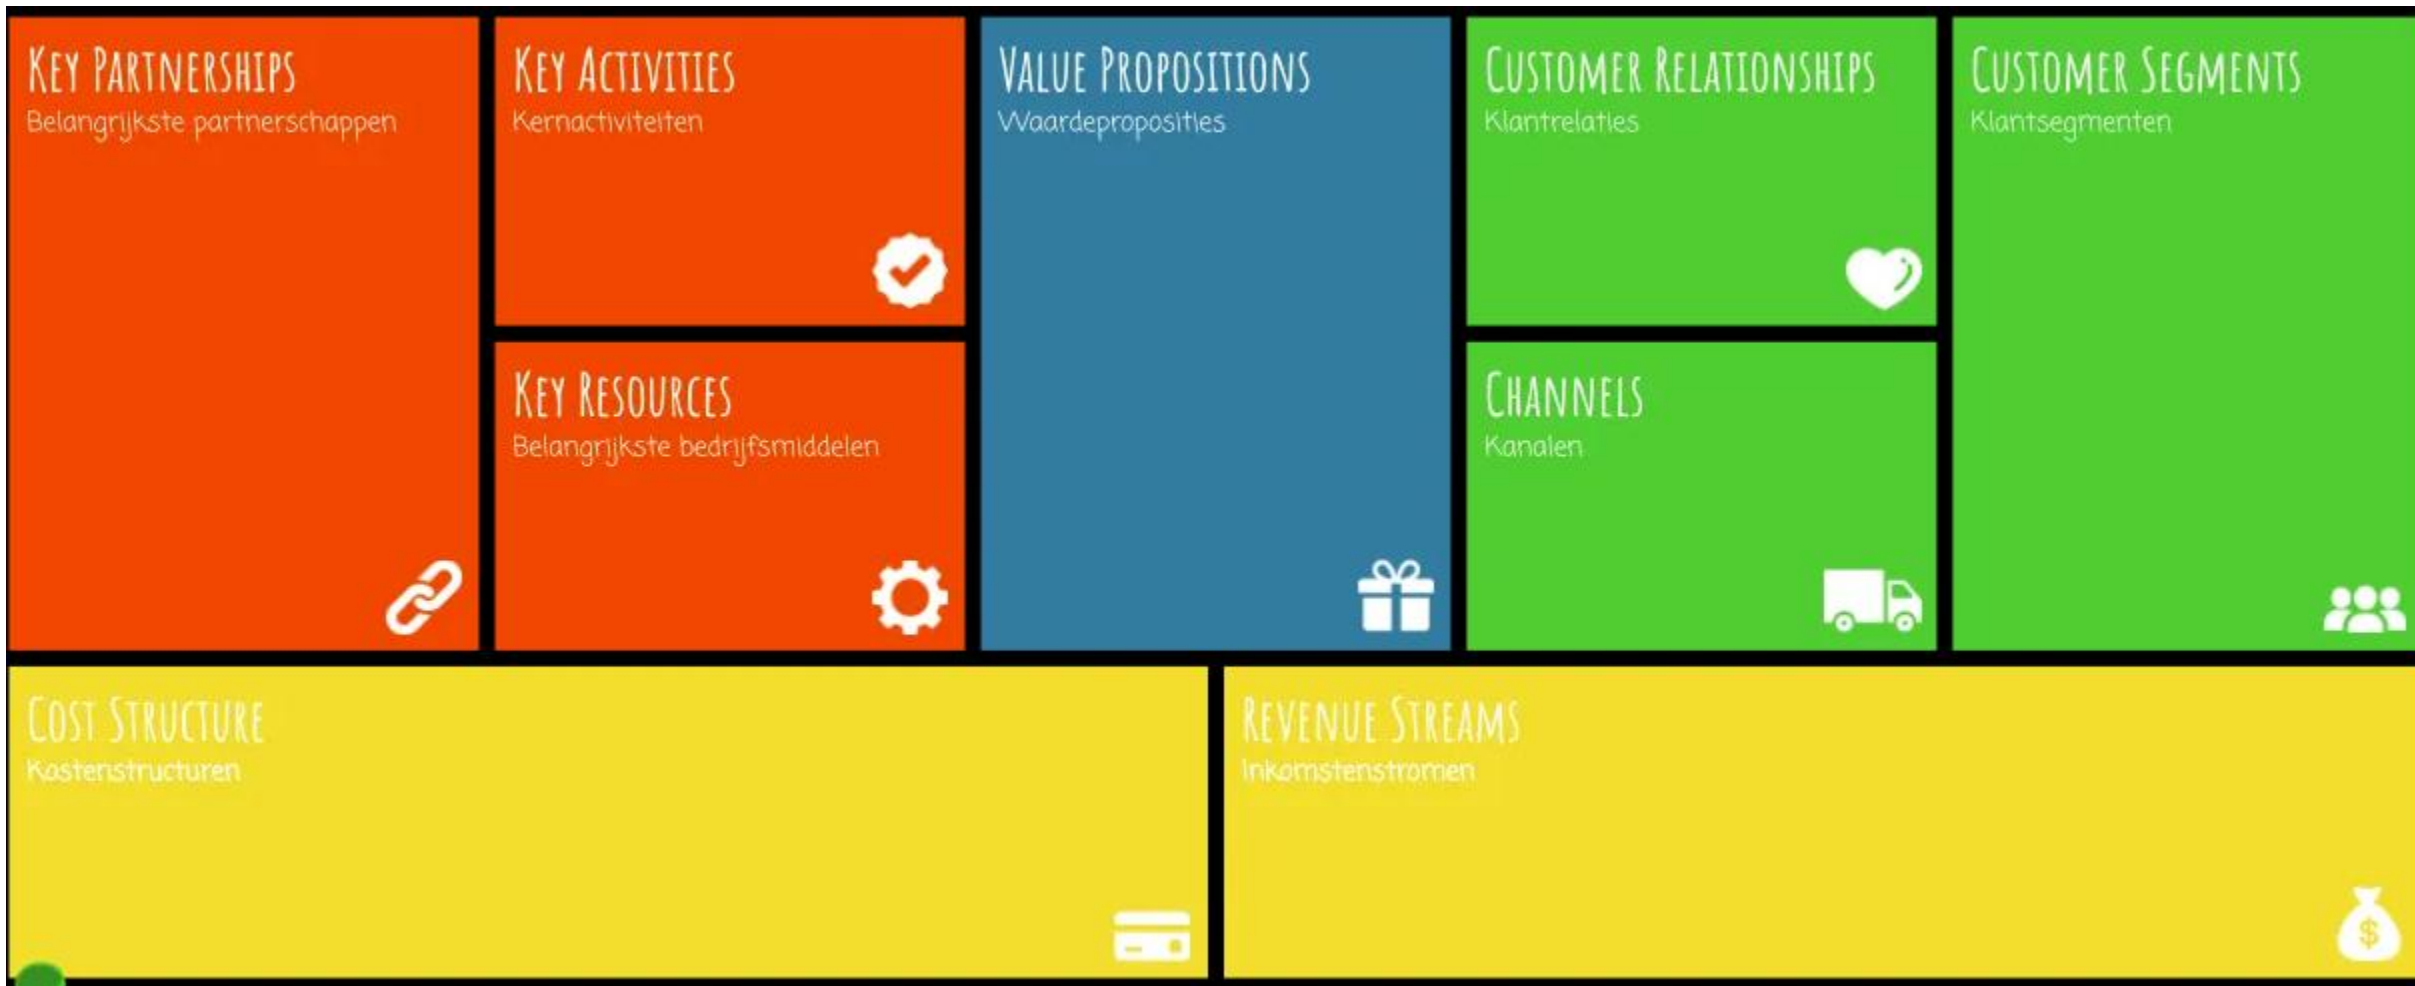 KEY PARTNERSHIPS
Belangrijkste partnerschappen
KEY ACTIVITIES
Kernactiviteiten
KEY RESOURCES
Belangrijkste bedrijfsmiddelen
VALUE PROPOSITIONS
Waardeproposities
CUSTOMER RELATIONSHIPS
Klantrelaties
CHANNELS
Kanalen
CUSTOMER SEGMENTS
Klantsegmenten
COST STRUCTURE
Kostenstructuren
REVENUE STREAMS
Inkomstenstromen
$